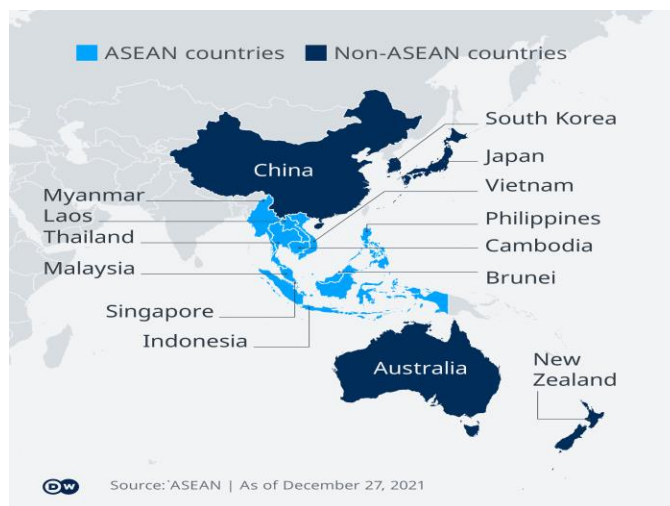 ASEAN countries Non-ASEAN countries
South Korea
China
Japan
Vietnam
Myanmar
Laos
Philippines
Thailand
Cambodia
Malaysia
Brunei
Singapore
Indonesia
New
Zealand
Australia
DW Source: ASEAN | As of December 27, 2021